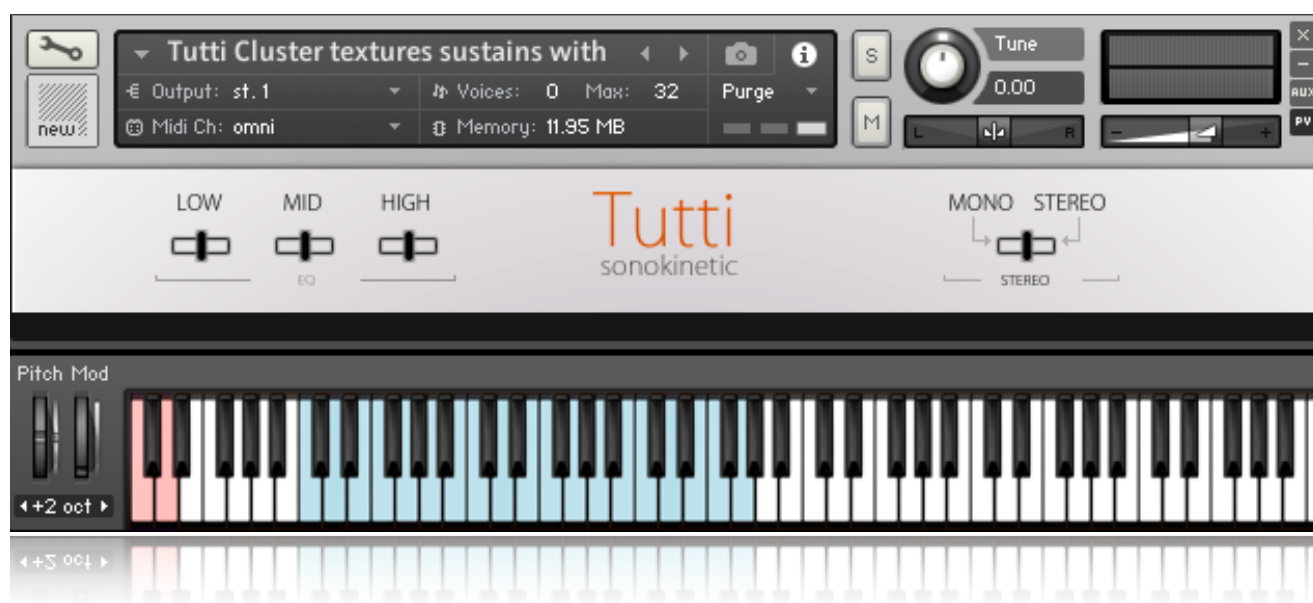 Tutti Cluster textures sustains with
Output: st.1 Voices: 0 Max: 32 Purge
Midi Ch: omni Memory: 11.95 MB
new
S
M
Tune
0.00
L R
- +
×
-
AUX
PV
LOW MID HIGH
EQ
Tutti
sonokinetic
MONO STEREO
STEREO
Pitch Mod
+2 oct
+2 oct